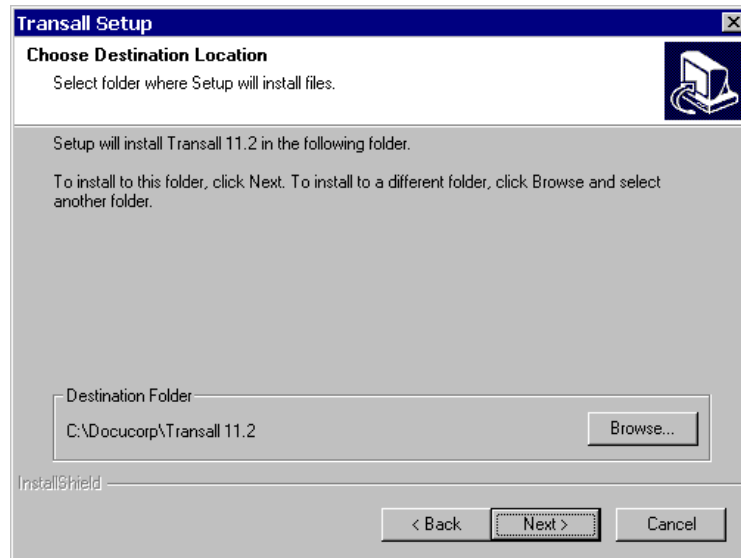 Transall Setup
Choose Destination Location
Select folder where Setup will install files.
Setup will install Transall 11.2 in the following folder.
To install to this folder, click Next. To install to a different folder, click Browse and select
another folder.
Destination Folder
C:\Docucorp\Transall 11.2
Browse...
InstallShield
< Back
Next >
Cancel